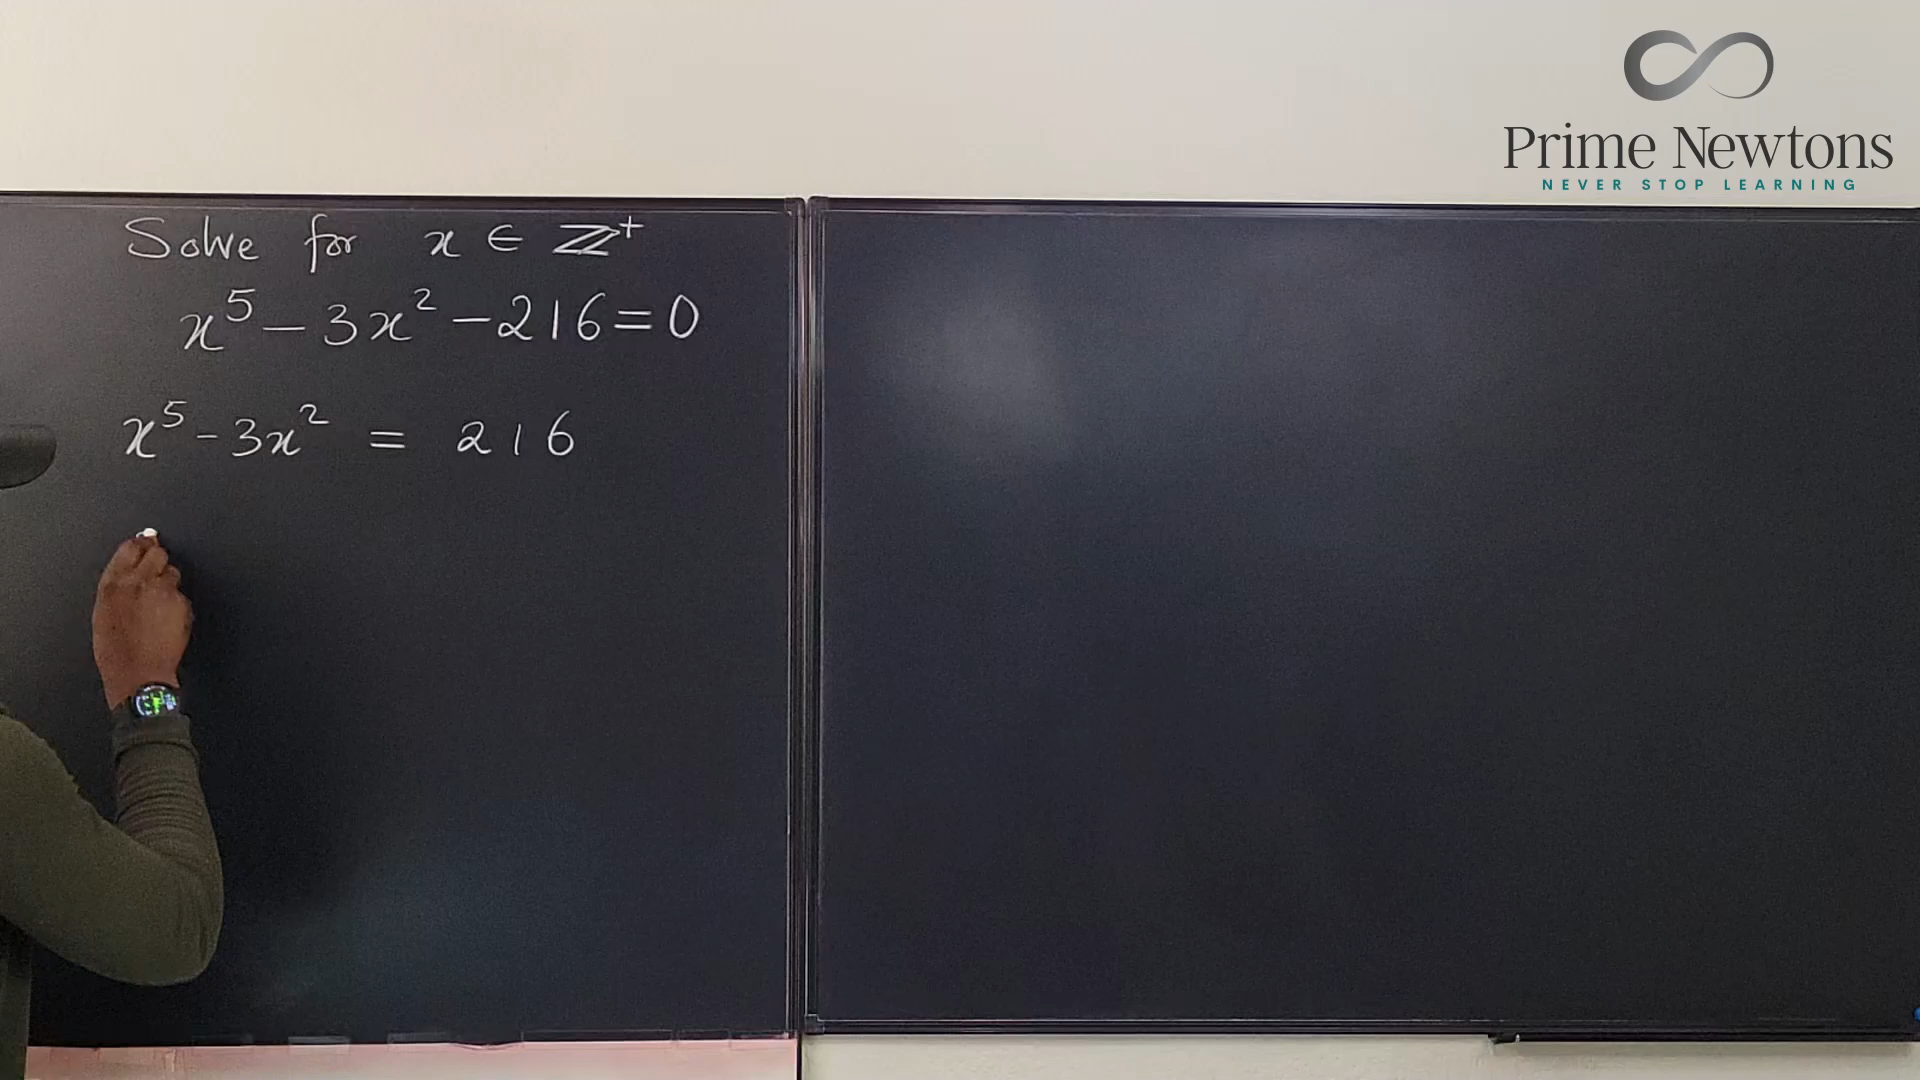 Prime Newtons
NEVER STOP LEARNING
Solve for x ∈ ℤ⁺
x⁵ − 3x² − 216 = 0
x⁵ − 3x² = 216